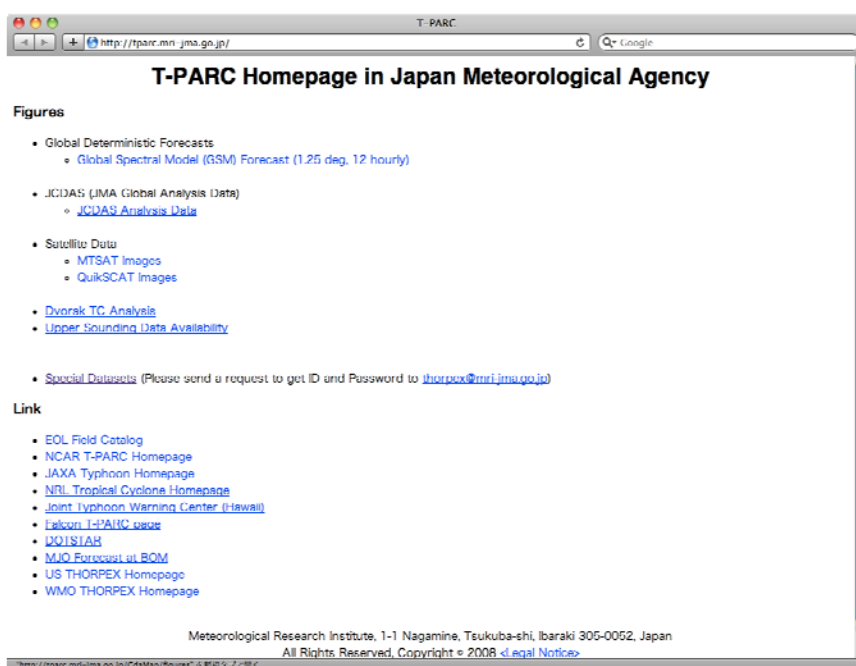 T-PARC
http://tparc.mri-jma.go.jp/
Google
T-PARC Homepage in Japan Meteorological Agency
Figures
Global Deterministic Forecasts
Global Spectral Model (GSM) Forecast (1.25 deg, 12 hourly)
JCDAS (JMA Global Analysis Data)
JCDAS Analysis Data
Satellite Data
MTSAT Images
QuikSCAT Images
Dvorak TC Analysis
Upper Sounding Data Availability
Special Datasets (Please send a request to get ID and Password to thorpex@mri-jma.go.jp)
Link
EOL Field Catalog
NCAR T-PARC Homepage
JAXA Typhoon Homepage
NRL Tropical Cyclone Homepage
Joint Typhoon Warning Center (Hawaii)
Falcon T-PARC page
DOTSTAR
MJO Forecast at BOM
US THORPEX Homepage
WMO THORPEX Homepage
Meteorological Research Institute, 1-1 Nagamine, Tsukuba-shi, Ibaraki 305-0052, Japan
All Rights Reserved, Copyright © 2008 <Legal Notice>